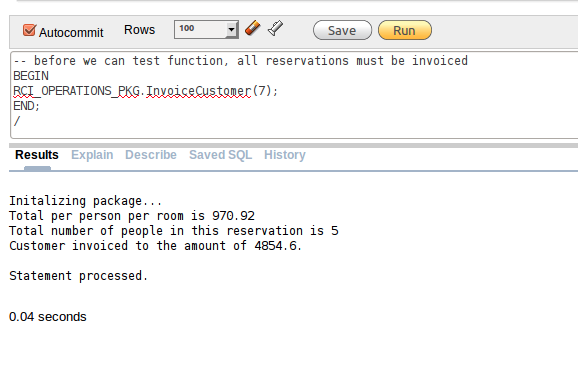 Autocommit Rows 100 Save Run
-- before we can test function, all reservations must be invoiced
BEGIN
RCI_OPERATIONS_PKG.InvoiceCustomer(7);
END;
/
Results Explain Describe Saved SQL History
Initalizing package...
Total per person per room is 970.92
Total number of people in this reservation is 5
Customer invoiced to the amount of 4854.6.
Statement processed.
0.04 seconds